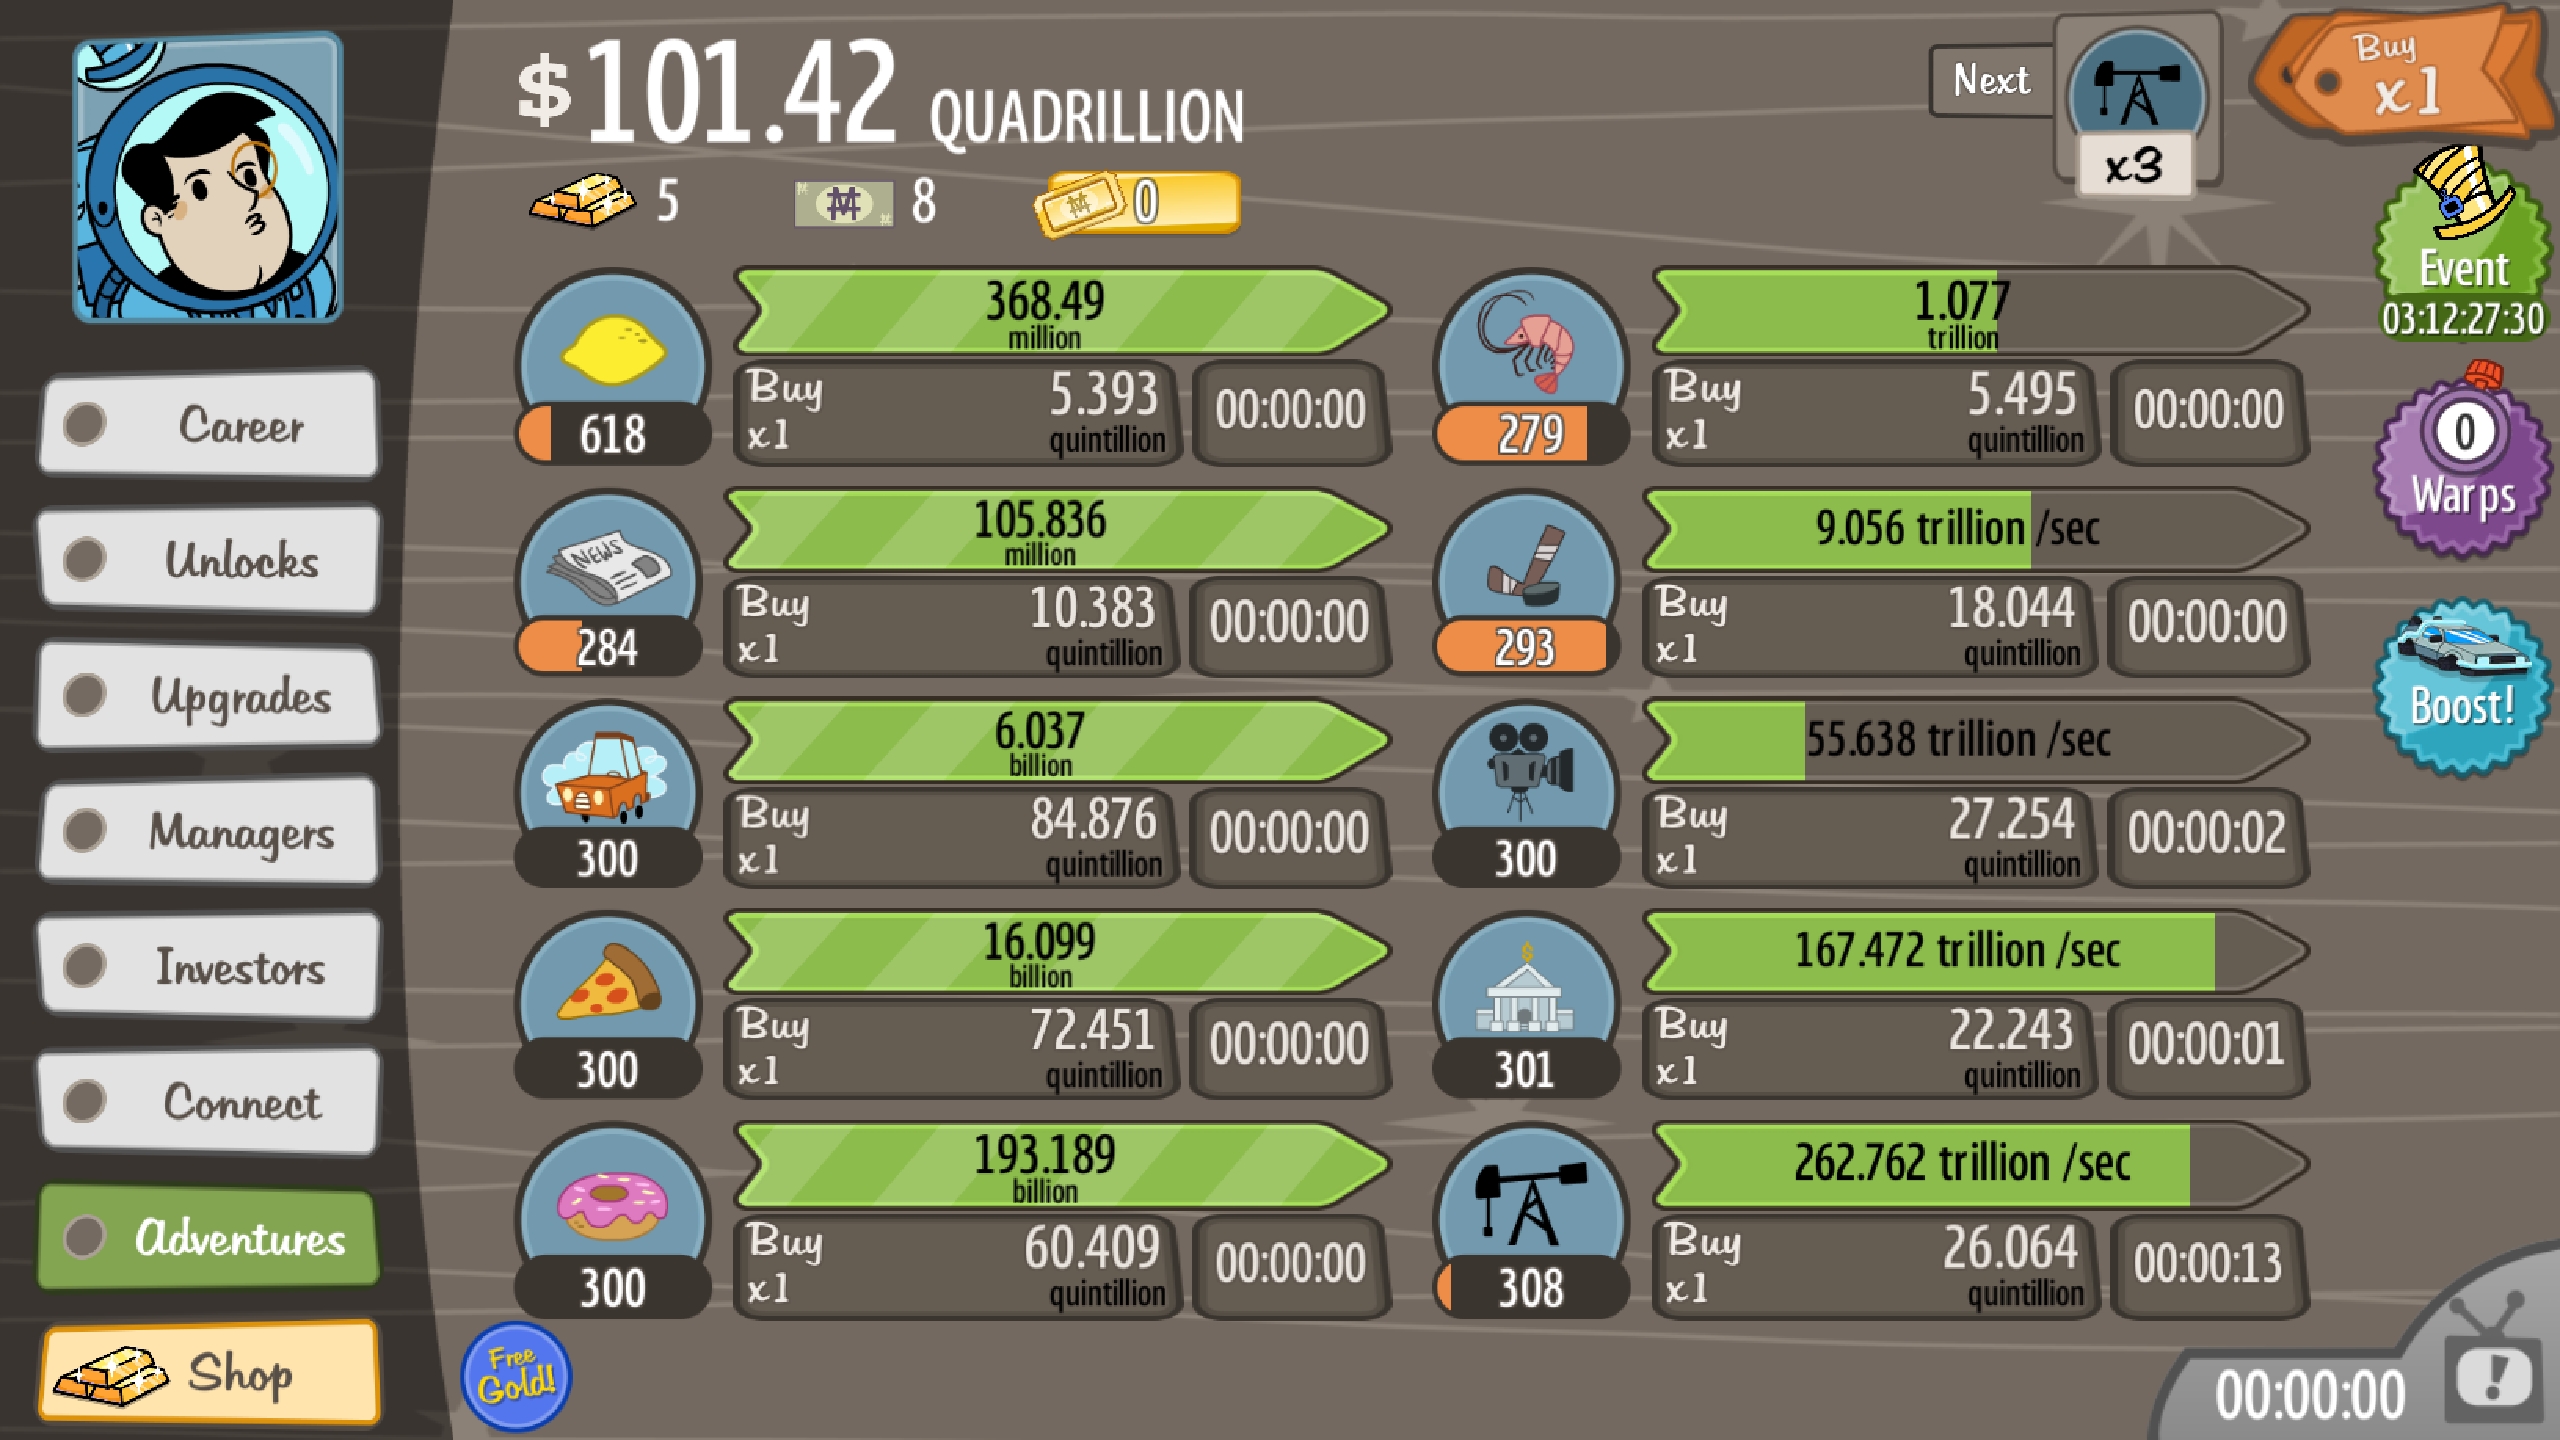 $101.42 QUADRILLION
5
8
0
Next
x3
Buy
x1
Event
03:12:27:30
0
Warps
Boost!
Career
Unlocks
Upgrades
Managers
Investors
Connect
Adventures
Shop
368.49
million
618
Buy
x1
5.393
quintillion
00:00:00
NEWS
105.836
million
284
Buy
x1
10.383
quintillion
00:00:00
6.037
billion
300
Buy
x1
84.876
quintillion
00:00:00
16.099
billion
300
Buy
x1
72.451
quintillion
00:00:00
193.189
billion
300
Buy
x1
60.409
quintillion
00:00:00
1.077
trillion
279
Buy
x1
5.495
quintillion
00:00:00
9.056 trillion /sec
293
Buy
x1
18.044
quintillion
00:00:00
55.638 trillion /sec
300
Buy
x1
27.254
quintillion
00:00:02
167.472 trillion /sec
301
Buy
x1
22.243
quintillion
00:00:01
262.762 trillion /sec
308
Buy
x1
26.064
quintillion
00:00:13
Free
Gold!
00:00:00
!